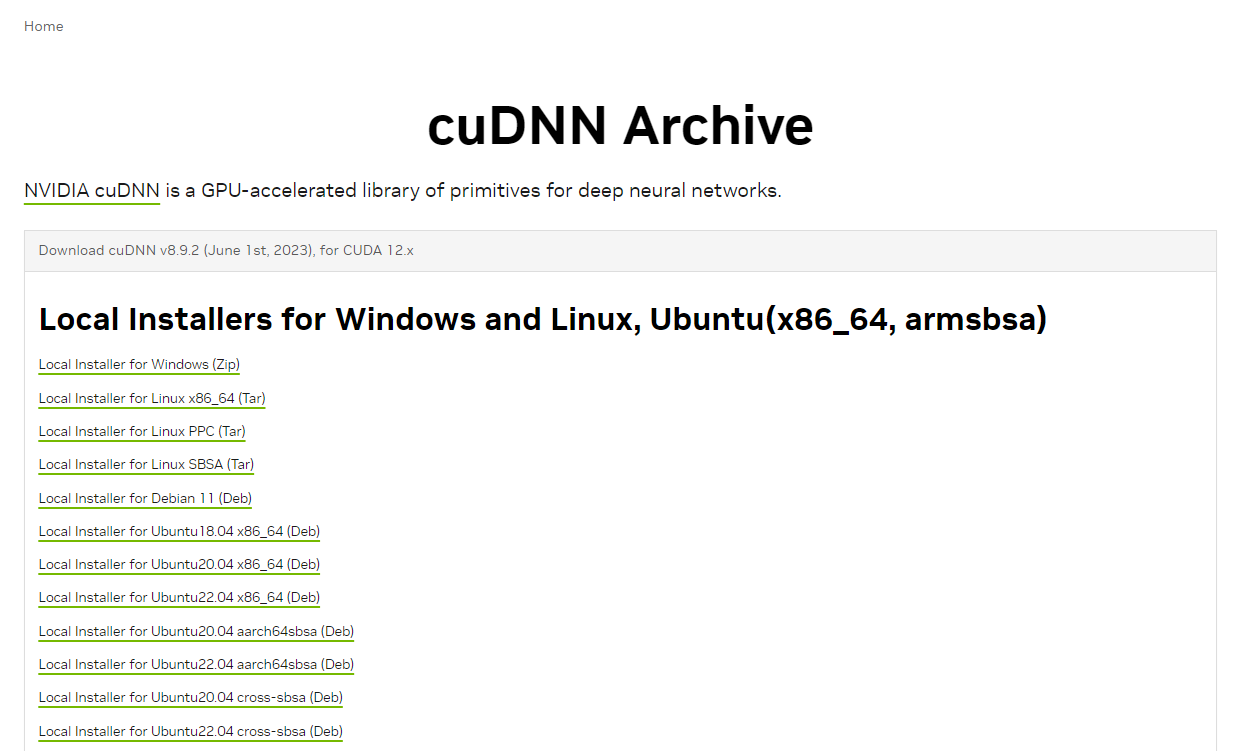 Home
cuDNN Archive
NVIDIA cuDNN is a GPU-accelerated library of primitives for deep neural networks.
Download cuDNN v8.9.2 (June 1st, 2023), for CUDA 12.x
Local Installers for Windows and Linux, Ubuntu(x86_64, armsbsa)
Local Installer for Windows (Zip)
Local Installer for Linux x86_64 (Tar)
Local Installer for Linux PPC (Tar)
Local Installer for Linux SBSA (Tar)
Local Installer for Debian 11 (Deb)
Local Installer for Ubuntu18.04 x86_64 (Deb)
Local Installer for Ubuntu20.04 x86_64 (Deb)
Local Installer for Ubuntu22.04 x86_64 (Deb)
Local Installer for Ubuntu20.04 aarch64sbsa (Deb)
Local Installer for Ubuntu22.04 aarch64sbsa (Deb)
Local Installer for Ubuntu20.04 cross-sbsa (Deb)
Local Installer for Ubuntu22.04 cross-sbsa (Deb)